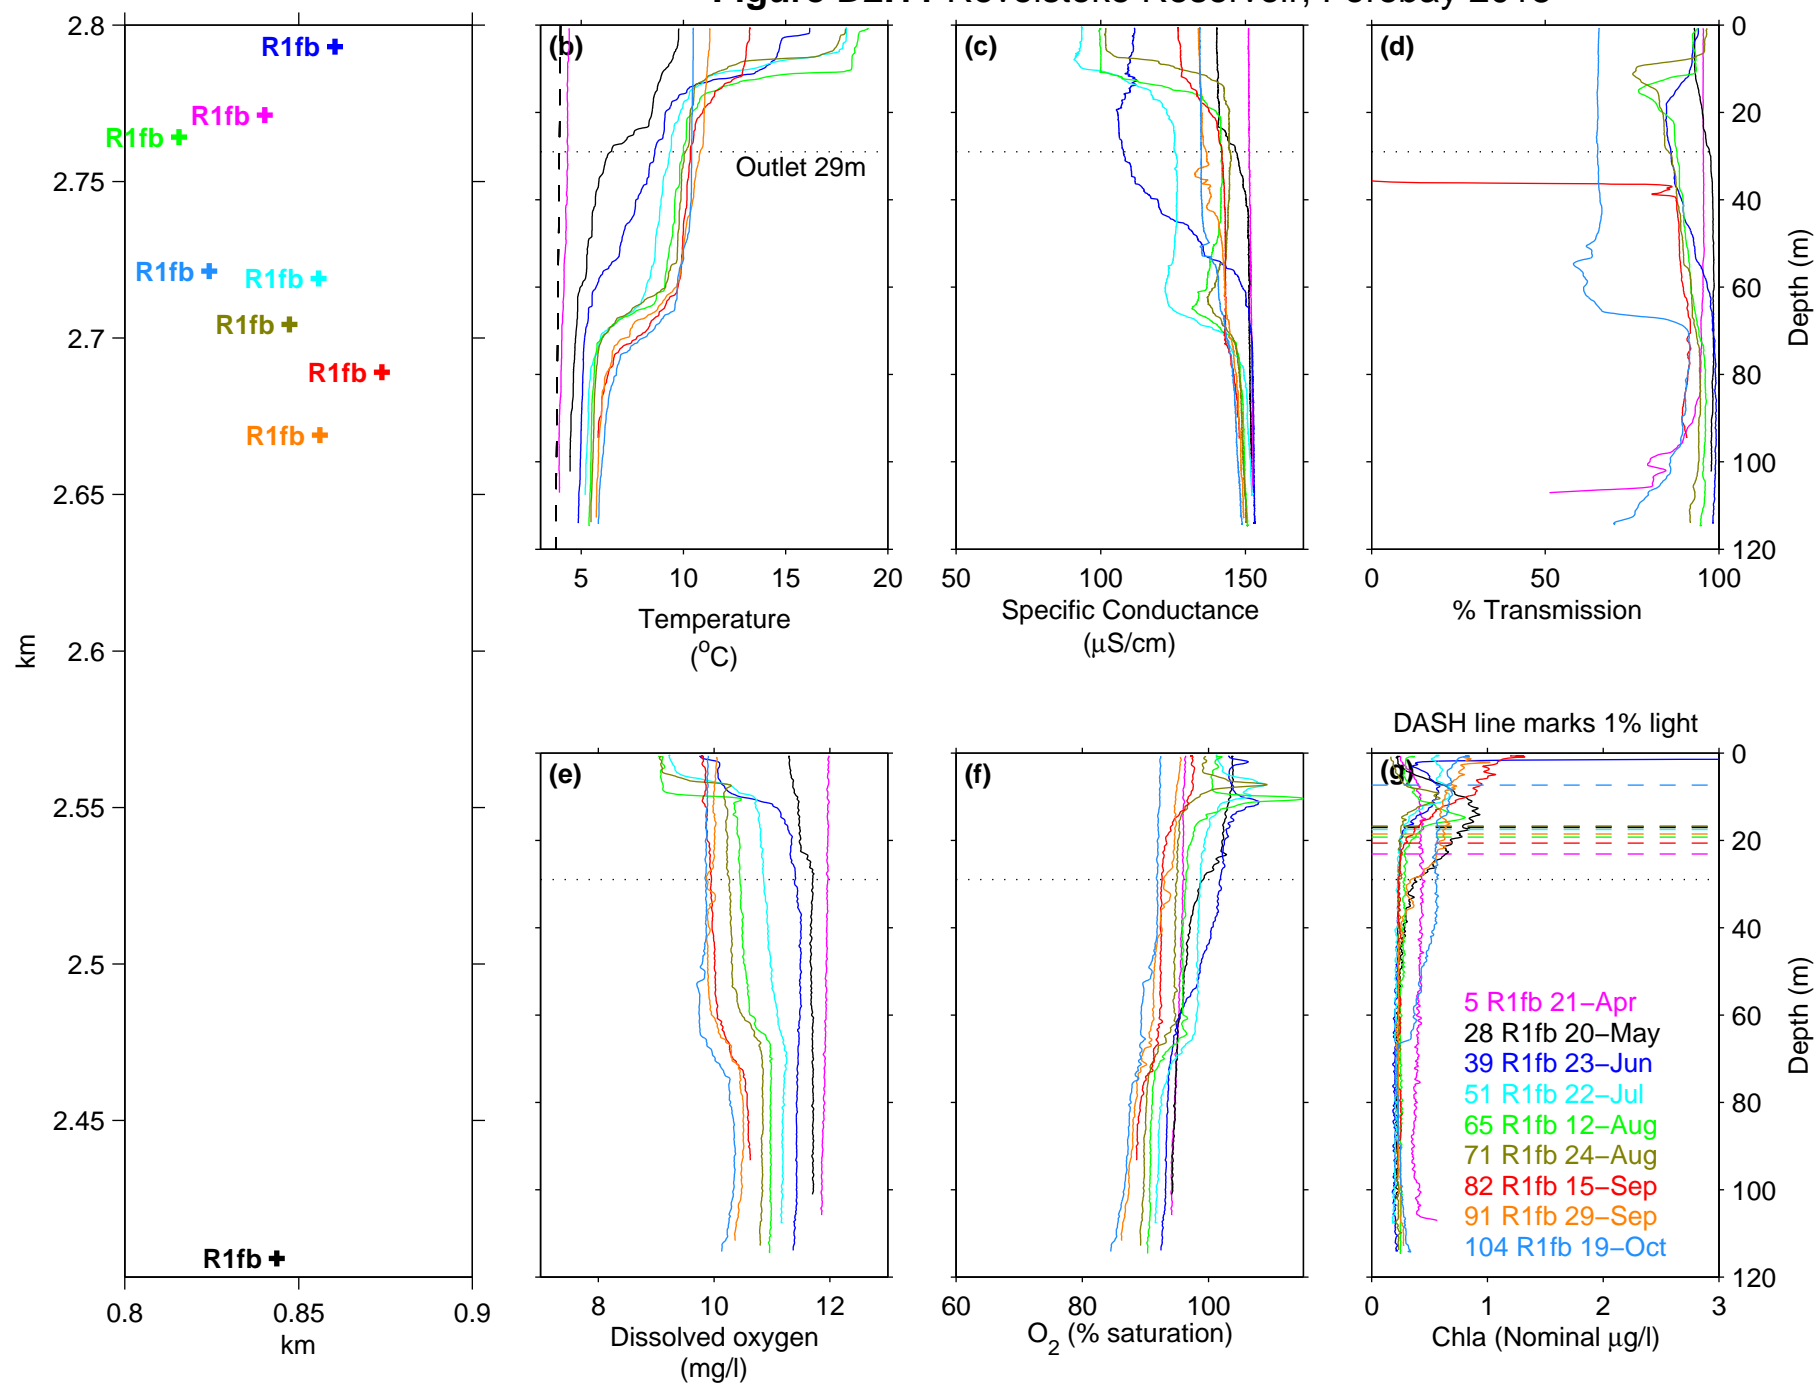 Figure Revelstoke Reservoir, Forebay
2.8
2.75
2.7
2.65
2.6
2.55
2.5
2.45
km
0.8 0.85 0.9
km
R1fb
R1fb
R1fb
R1fb
R1fb
R1fb
R1fb
R1fb
R1fb
(b)
Outlet 29m
5 10 15 20
Temperature
(°C)
(c)
50 100 150
Specific Conductance
(µS/cm)
(d)
0 50 100
% Transmission
0
20
40
60
80
100
120
Depth (m)
(e)
8 10 12
Dissolved oxygen
(mg/l)
(f)
60 80 100
O2 (% saturation)
DASH line marks 1% light
(g)
5 R1fb 21−Apr
28 R1fb 20−May
39 R1fb 23−Jun
51 R1fb 22−Jul
65 R1fb 12−Aug
71 R1fb 24−Aug
82 R1fb 15−Sep
91 R1fb 29−Sep
104 R1fb 19−Oct
0 1 2 3
Chla (Nominal µg/l)
0
20
40
60
80
100
120
Depth (m)